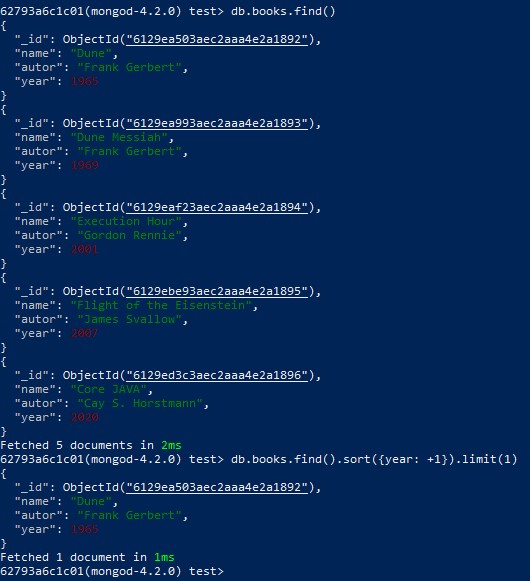 62793a6c1c01(mongod-4.2.0) test> db.books.find()
{
  "_id": ObjectId("6129ea503aec2aaa4e2a1892"),
  "name": "Dune",
  "autor": "Frank Gerbert",
  "year": 1965
}
{
  "_id": ObjectId("6129ea993aec2aaa4e2a1893"),
  "name": "Dune Messiah",
  "autor": "Frank Gerbert",
  "year": 1969
}
{
  "_id": ObjectId("6129eaf23aec2aaa4e2a1894"),
  "name": "Execution Hour",
  "autor": "Gordon Rennie",
  "year": 2001
}
{
  "_id": ObjectId("6129ebe93aec2aaa4e2a1895"),
  "name": "Flight of the Eisenstein",
  "autor": "James Svallow",
  "year": 2007
}
{
  "_id": ObjectId("6129ed3c3aec2aaa4e2a1896"),
  "name": "Core JAVA",
  "autor": "Cay S. Horstmann",
  "year": 2020
}
Fetched 5 documents in 2ms
62793a6c1c01(mongod-4.2.0) test> db.books.find().sort({year: +1}).limit(1)
{
  "_id": ObjectId("6129ea503aec2aaa4e2a1892"),
  "name": "Dune",
  "autor": "Frank Gerbert",
  "year": 1965
}
Fetched 1 document in 1ms
62793a6c1c01(mongod-4.2.0) test>